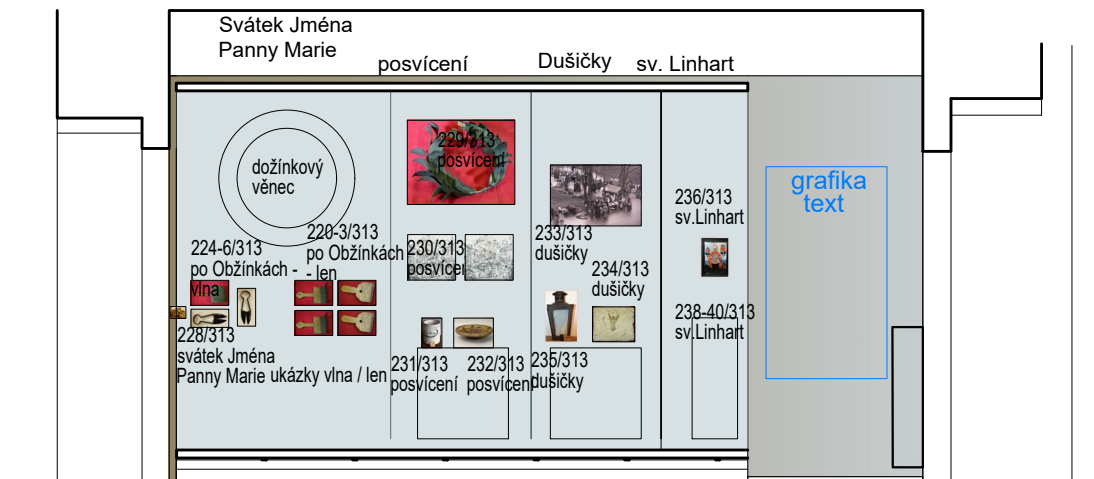 Svátek Jména
Panny Marie
posvícení
Dušičky
sv. Linhart
dožínkový
věnec
229/313
posvícení
grafika
text
236/313
sv.Linhart
224-6/313
po Obžínkách -
vlna
220-3/313
po Obžínkách
- len
230/313
posvícení
233/313
dušičky
234/313
dušičky
238-40/313
sv.Linhart
228/313
svátek Jména
Panny Marie
ukázky vlna / len
231/313
posvícení
232/313
posvícení
235/313
dušičky